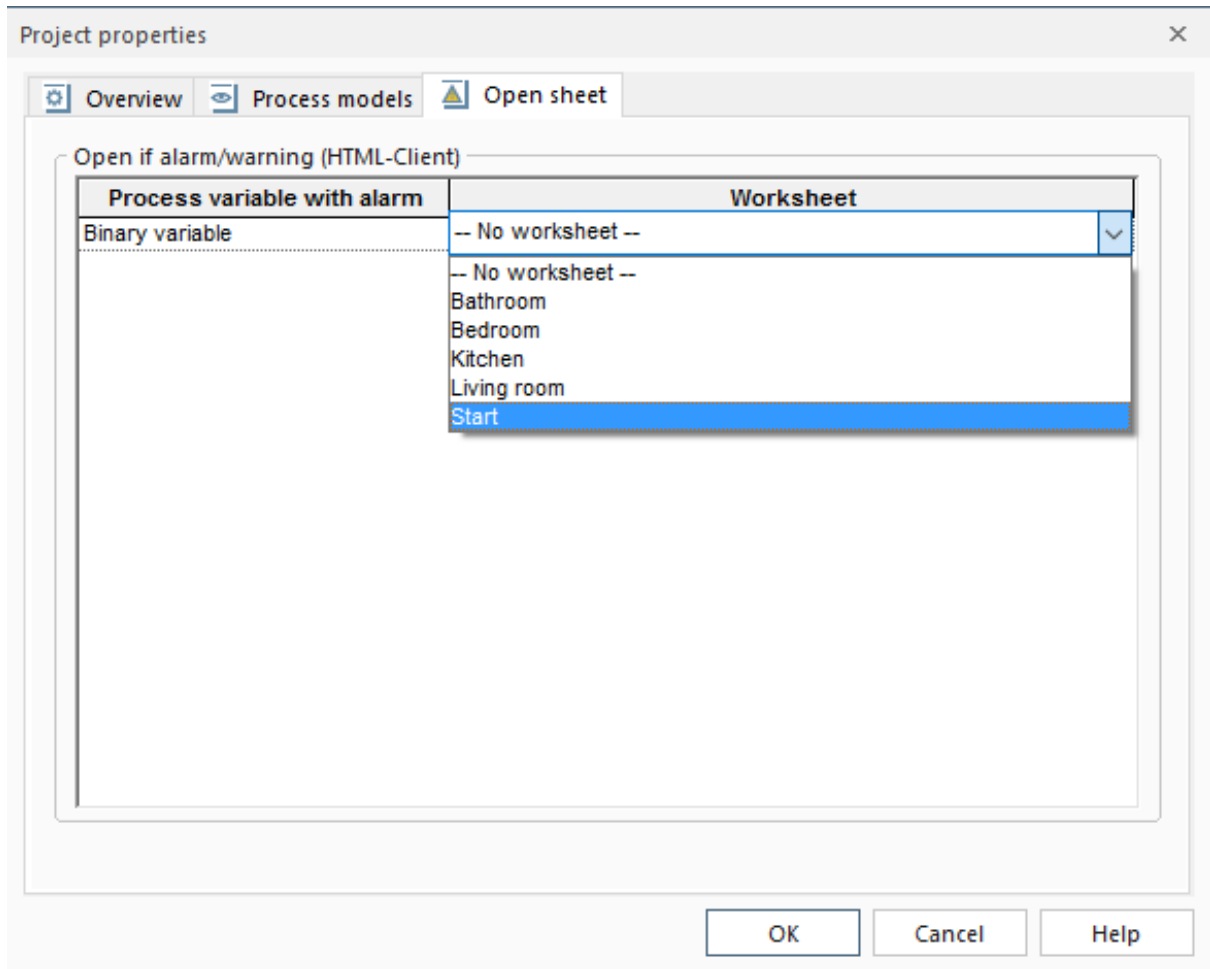 Project properties
Overview Process models Open sheet
Open if alarm/warning (HTML-Client)
Process variable with alarm Worksheet
Binary variable -- No worksheet --
-- No worksheet --
Bathroom
Bedroom
Kitchen
Living room
Start
OK Cancel Help